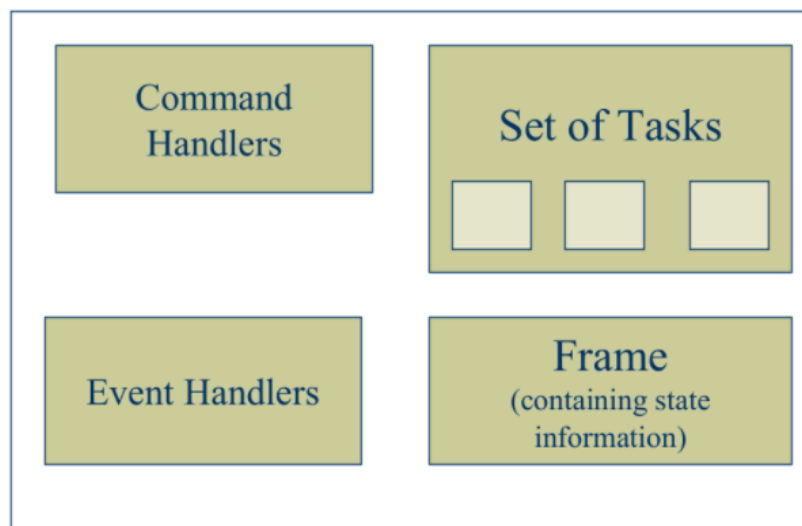 Command
Handlers
Set of Tasks
Event Handlers
Frame
(containing state
information)